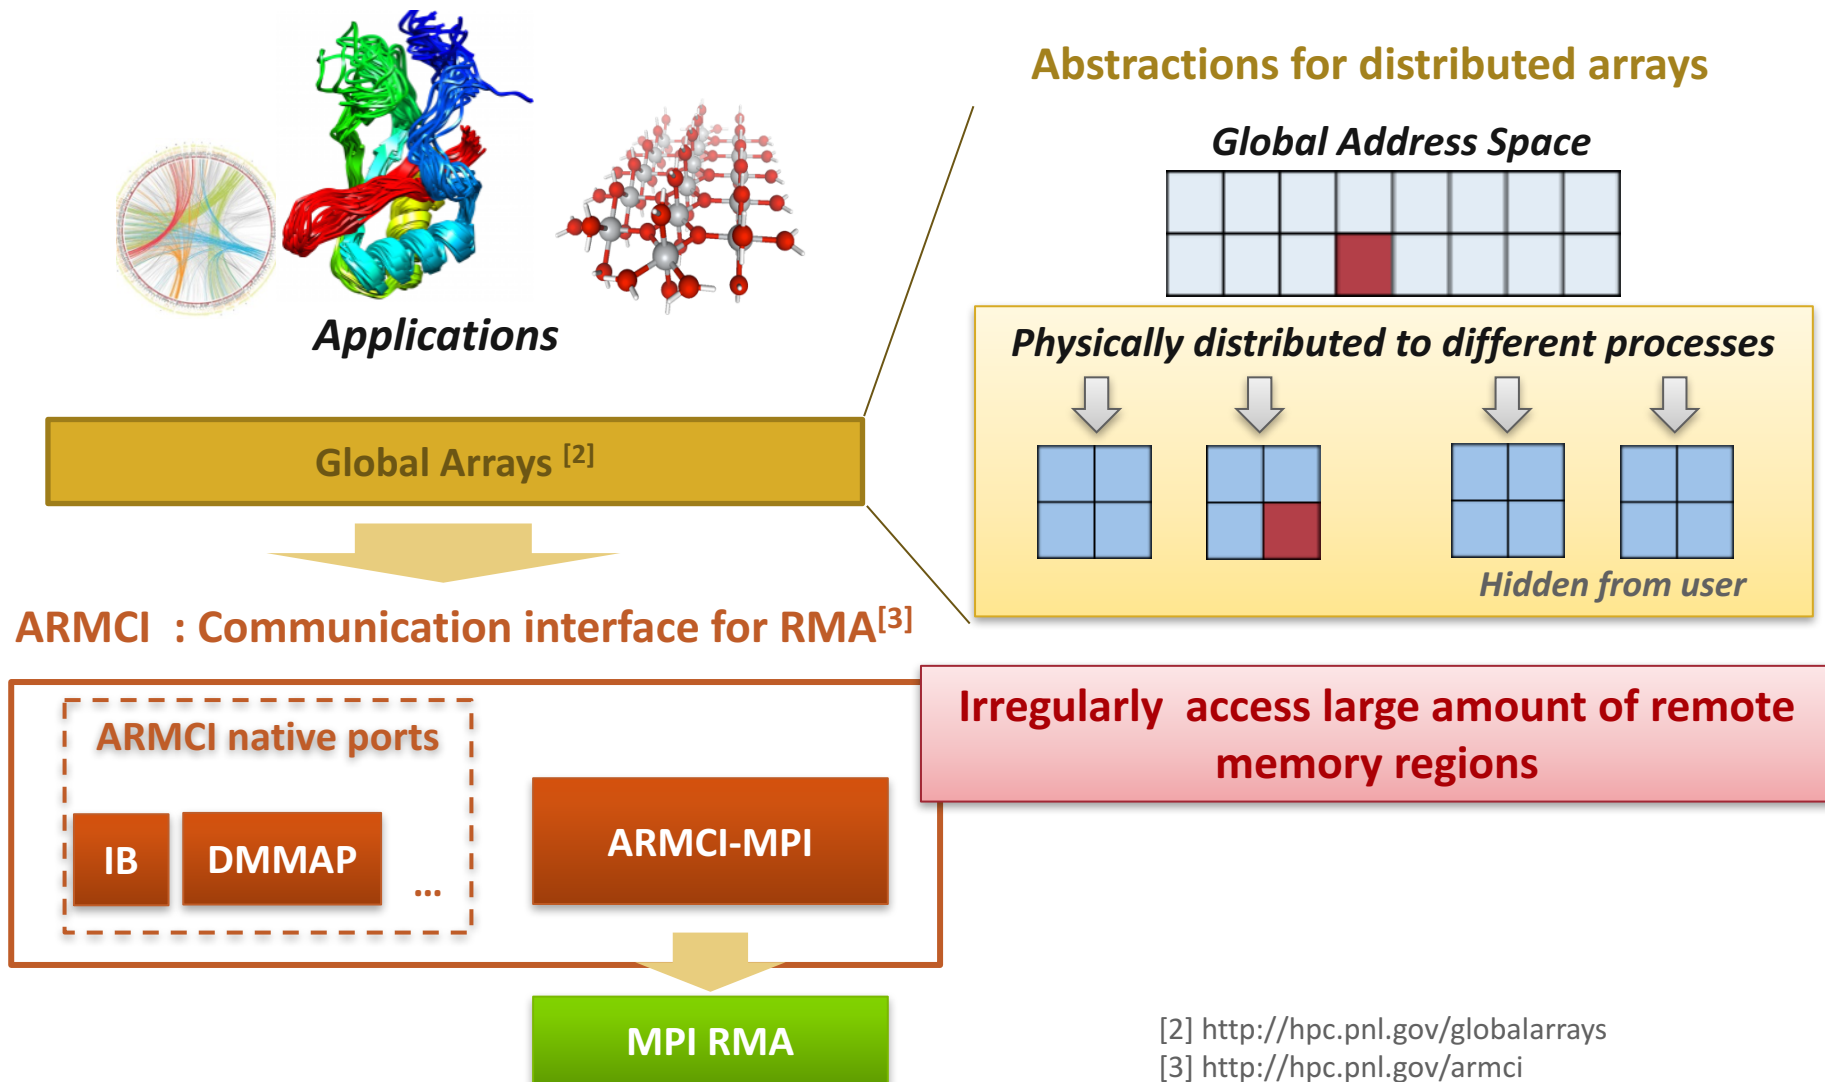 Applications
Global Arrays [2]
ARMCI : Communication interface for RMA[3]
ARMCI native ports
IB
DMMAP
...
ARMCI-MPI
MPI RMA
Abstractions for distributed arrays
Global Address Space
Physically distributed to different processes
Hidden from user
Irregularly access large amount of remote
memory regions
[2] http://hpc.pnl.gov/globalarrays
[3] http://hpc.pnl.gov/armci